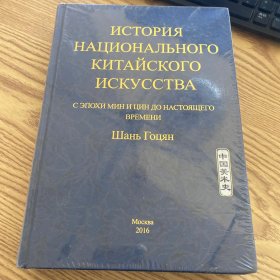 ИСТОРИЯ
НАЦИОНАЛЬНОГО
КИТАЙСКОГО
ИСКУССТВА
С ЭПОХИ МИН И ЦИН ДО НАСТОЯЩЕГО
ВРЕМЕНИ
Шань Гоцян
中国美术史
Москва
2016